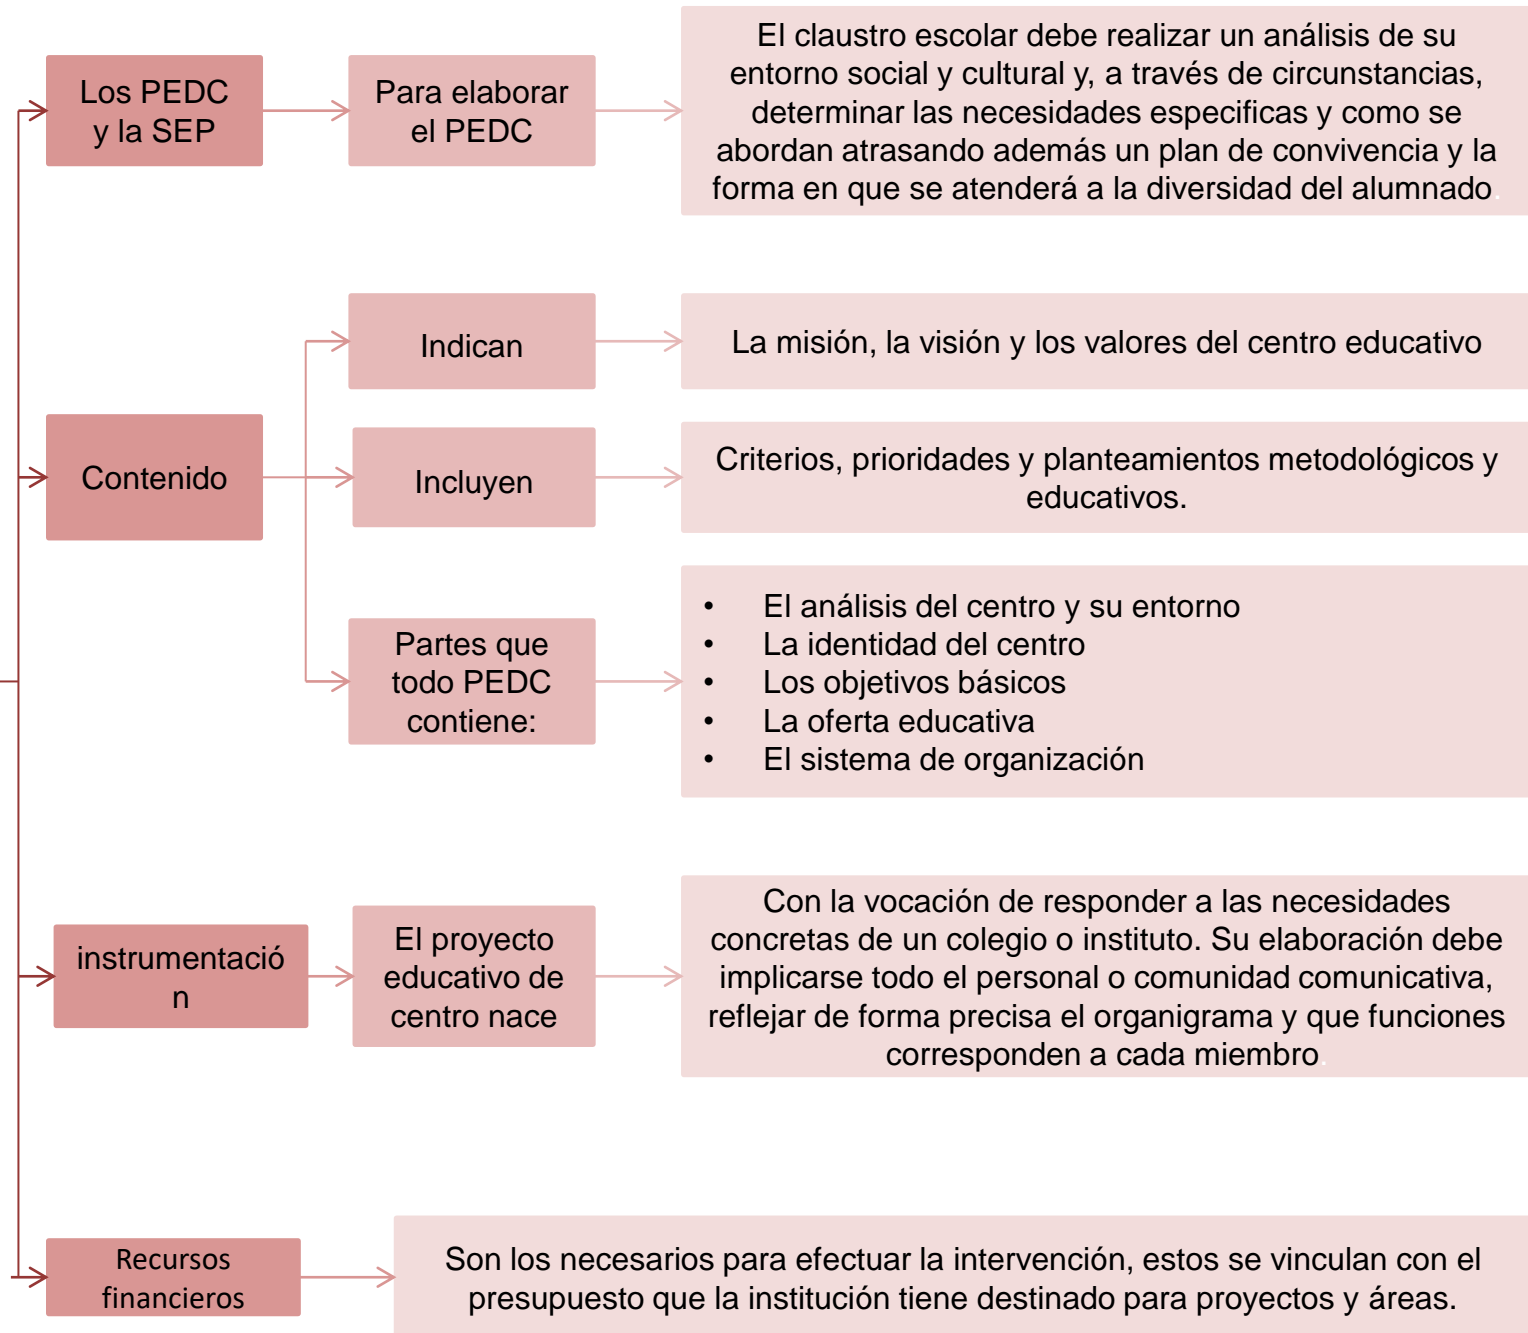 Los PEDC
y la SEP
Para elaborar
el PEDC
El claustro escolar debe realizar un análisis de su
entorno social y cultural y, a través de circunstancias,
determinar las necesidades especificas y como se
abordan atrasando además un plan de convivencia y la
forma en que se atenderá a la diversidad del alumnado.
Contenido
Indican
La misión, la visión y los valores del centro educativo
Incluyen
Criterios, prioridades y planteamientos metodológicos y
educativos.
Partes que
todo PEDC
contiene:
• El análisis del centro y su entorno
• La identidad del centro
• Los objetivos básicos
• La oferta educativa
• El sistema de organización
instrumentació
n
El proyecto
educativo de
centro nace
Con la vocación de responder a las necesidades
concretas de un colegio o instituto. Su elaboración debe
implicarse todo el personal o comunidad comunicativa,
reflejar de forma precisa el organigrama y que funciones
corresponden a cada miembro.
Recursos
financieros
Son los necesarios para efectuar la intervención, estos se vinculan con el
presupuesto que la institución tiene destinado para proyectos y áreas.